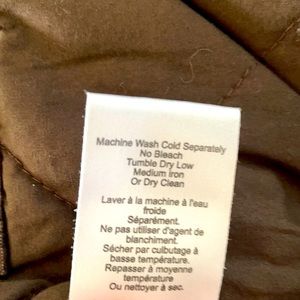 Machine Wash Cold Separately
No Bleach
Tumble Dry Low
Medium Iron
Or Dry Clean
Laver à la machine à l'eau
froide
Séparément.
Ne pas utiliser d'agent de
blanchiment.
Sécher par culbutage à
basse température.
Repasser à moyenne
température
Ou nettoyer à sec.